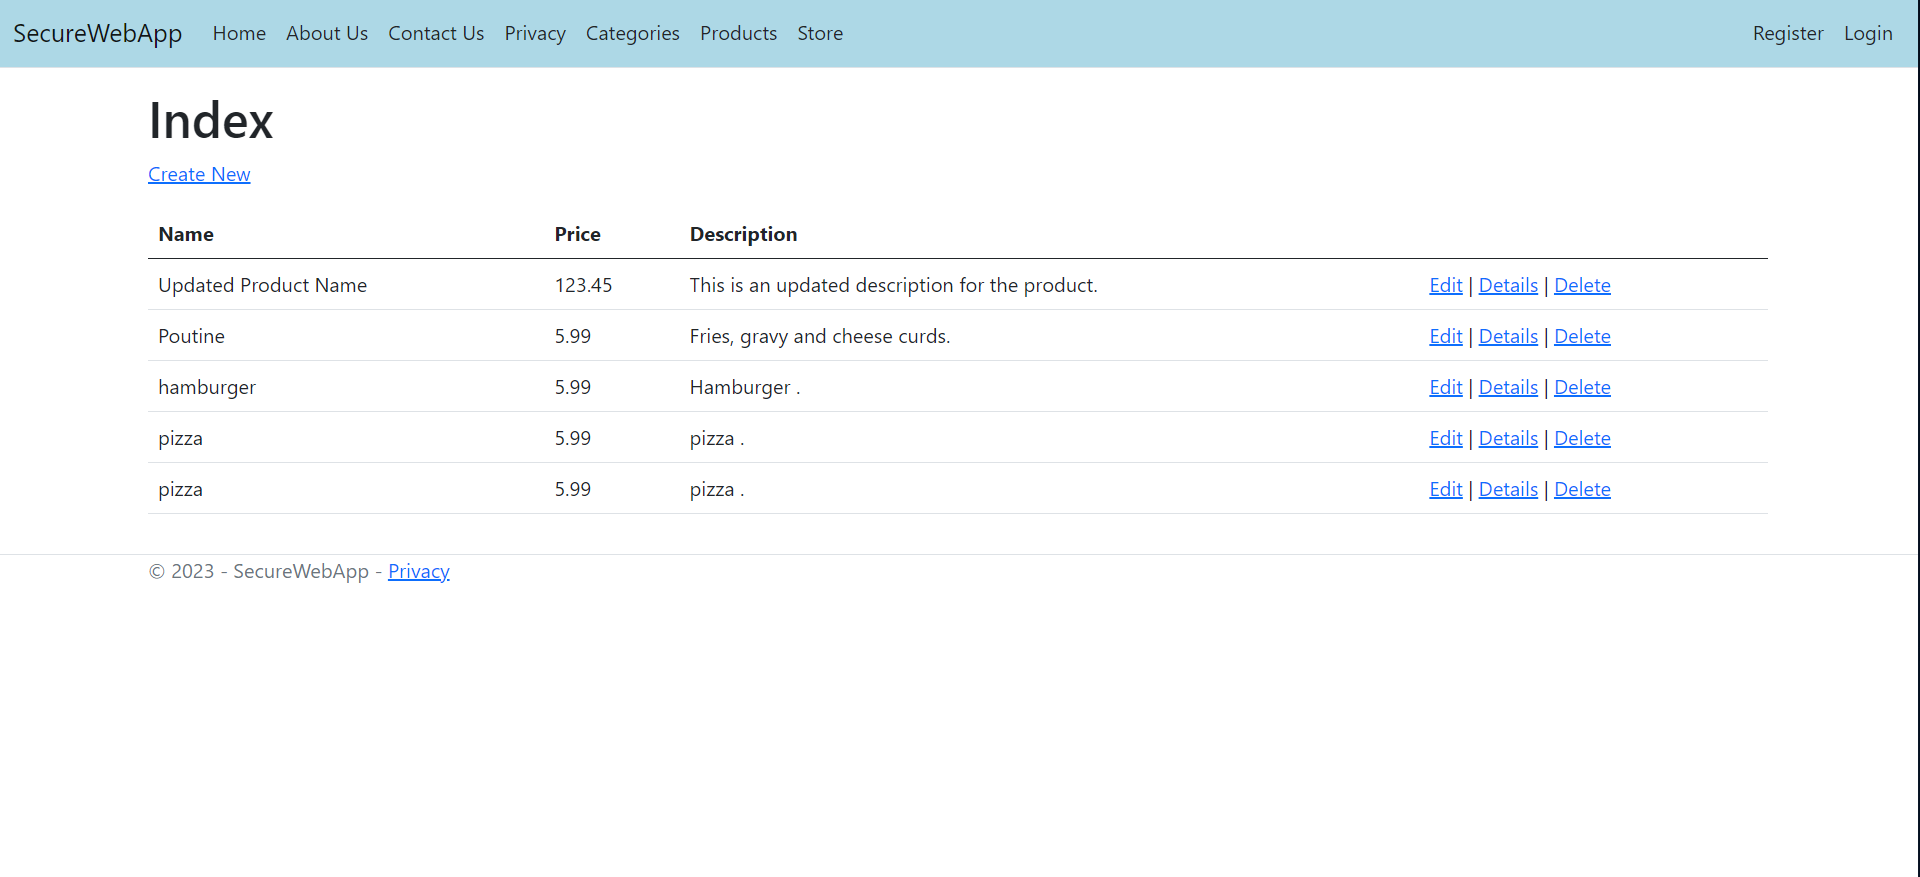 SecureWebApp Home About Us Contact Us Privacy Categories Products Store Register Login
Index
Create New
Name Price Description
Updated Product Name 123.45 This is an updated description for the product. Edit | Details | Delete
Poutine 5.99 Fries, gravy and cheese curds. Edit | Details | Delete
hamburger 5.99 Hamburger . Edit | Details | Delete
pizza 5.99 pizza . Edit | Details | Delete
pizza 5.99 pizza . Edit | Details | Delete
© 2023 - SecureWebApp - Privacy